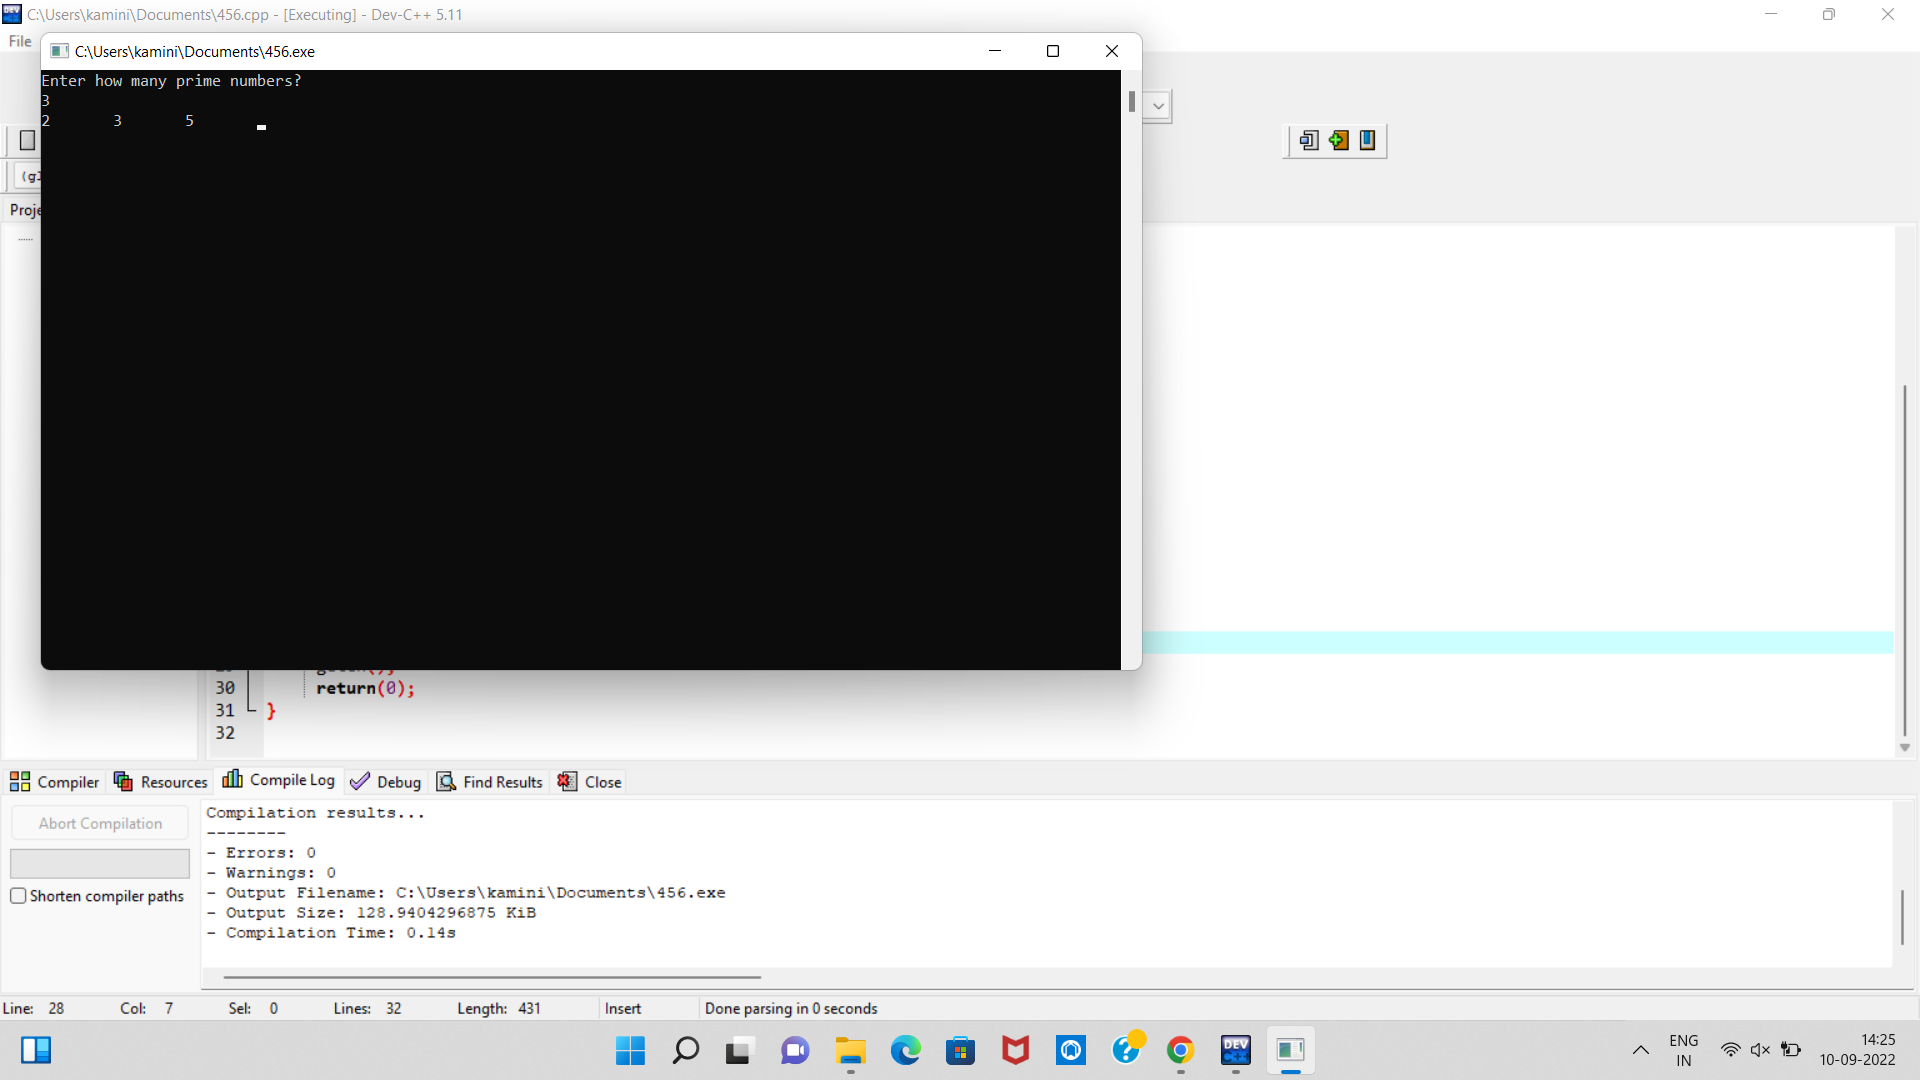 C:\Users\kamini\Documents\456.cpp - [Executing] - Dev-C++ 5.11
File
C:\Users\kamini\Documents\456.exe
Enter how many prime numbers?
3
2 3 5
(gl
Proje
30 return(0);
31 }
32
Compiler Resources Compile Log Debug Find Results Close
Abort Compilation
Shorten compiler paths
Compilation results...
--------
- Errors: 0
- Warnings: 0
- Output Filename: C:\Users\kamini\Documents\456.exe
- Output Size: 128.9404296875 KiB
- Compilation Time: 0.14s
Line: 28 Col: 7 Sel: 0 Lines: 32 Length: 431 Insert Done parsing in 0 seconds
DEV C++
ENG
IN
14:25
10-09-2022